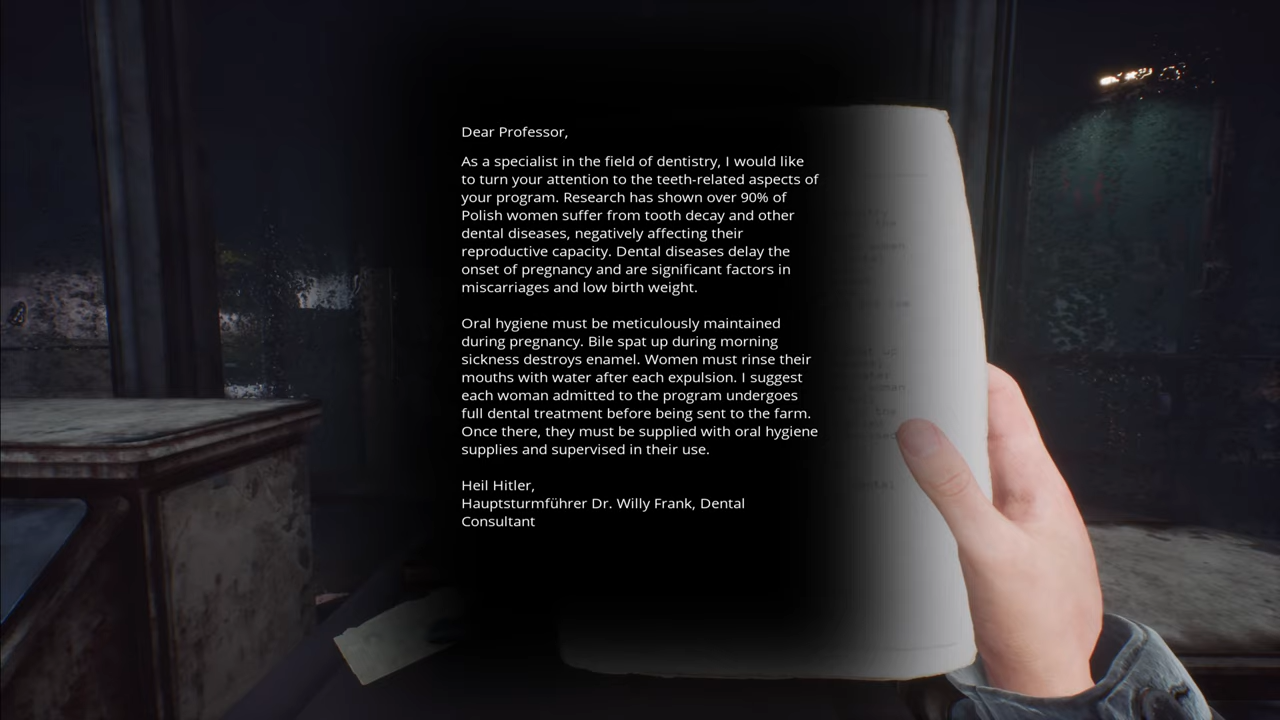 Dear Professor,
As a specialist in the field of dentistry, I would like
to turn your attention to the teeth-related aspects of
your program. Research has shown over 90% of
Polish women suffer from tooth decay and other
dental diseases, negatively affecting their
reproductive capacity. Dental diseases delay the
onset of pregnancy and are significant factors in
miscarriages and low birth weight.
Oral hygiene must be meticulously maintained
during pregnancy. Bile spat up during morning
sickness destroys enamel. Women must rinse their
mouths with water after each expulsion. I suggest
each woman admitted to the program undergoes
full dental treatment before being sent to the farm.
Once there, they must be supplied with oral hygiene
supplies and supervised in their use.
Heil Hitler,
Hauptsturmführer Dr. Willy Frank, Dental
Consultant